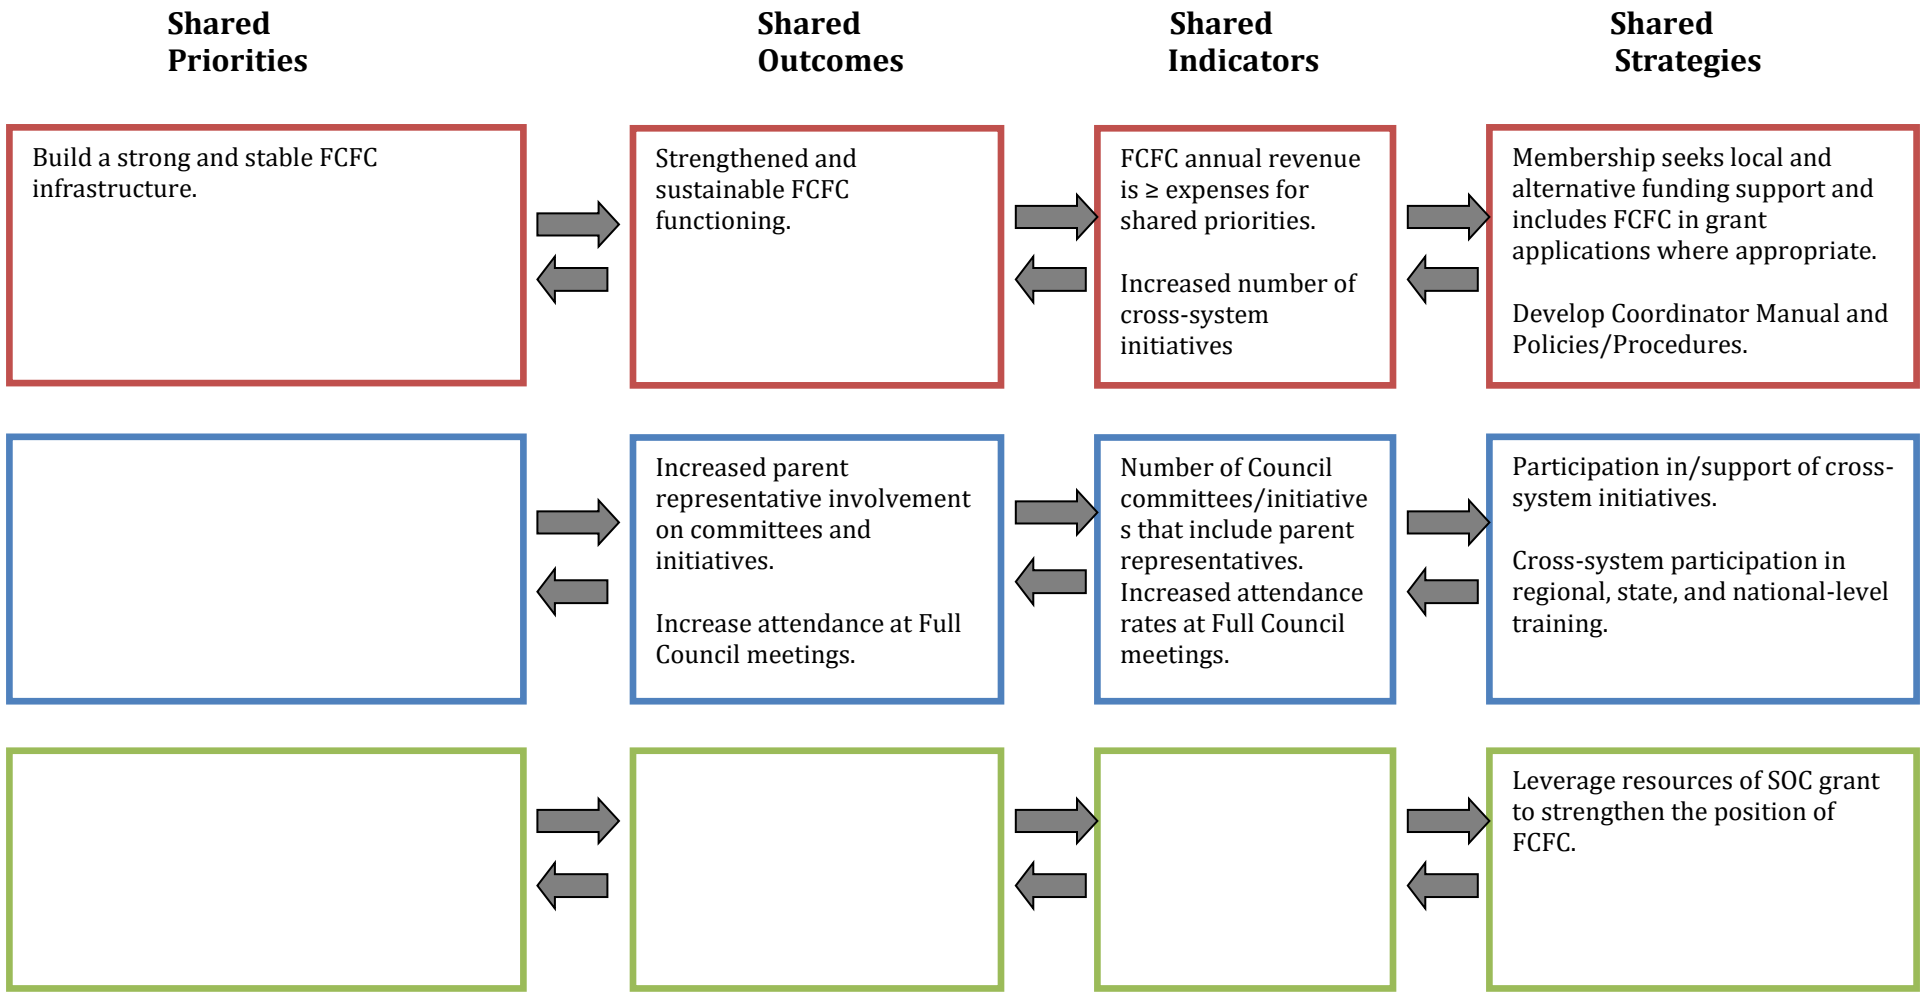 Shared
Priorities
Shared
Outcomes
Shared
Indicators
Shared
Strategies
Build a strong and stable FCFC
infrastructure.
Strengthened and
sustainable FCFC
functioning.
FCFC annual revenue
is ≥ expenses for
shared priorities.
Increased number of
cross-system
initiatives
Membership seeks local and
alternative funding support and
includes FCFC in grant
applications where appropriate.
Develop Coordinator Manual and
Policies/Procedures.
Increased parent
representative involvement
on committees and
initiatives.
Increase attendance at Full
Council meetings.
Number of Council
committees/initiative
s that include parent
representatives.
Increased attendance
rates at Full Council
meetings.
Participation in/support of cross-
system initiatives.
Cross-system participation in
regional, state, and national-level
training.
Leverage resources of SOC grant
to strengthen the position of
FCFC.